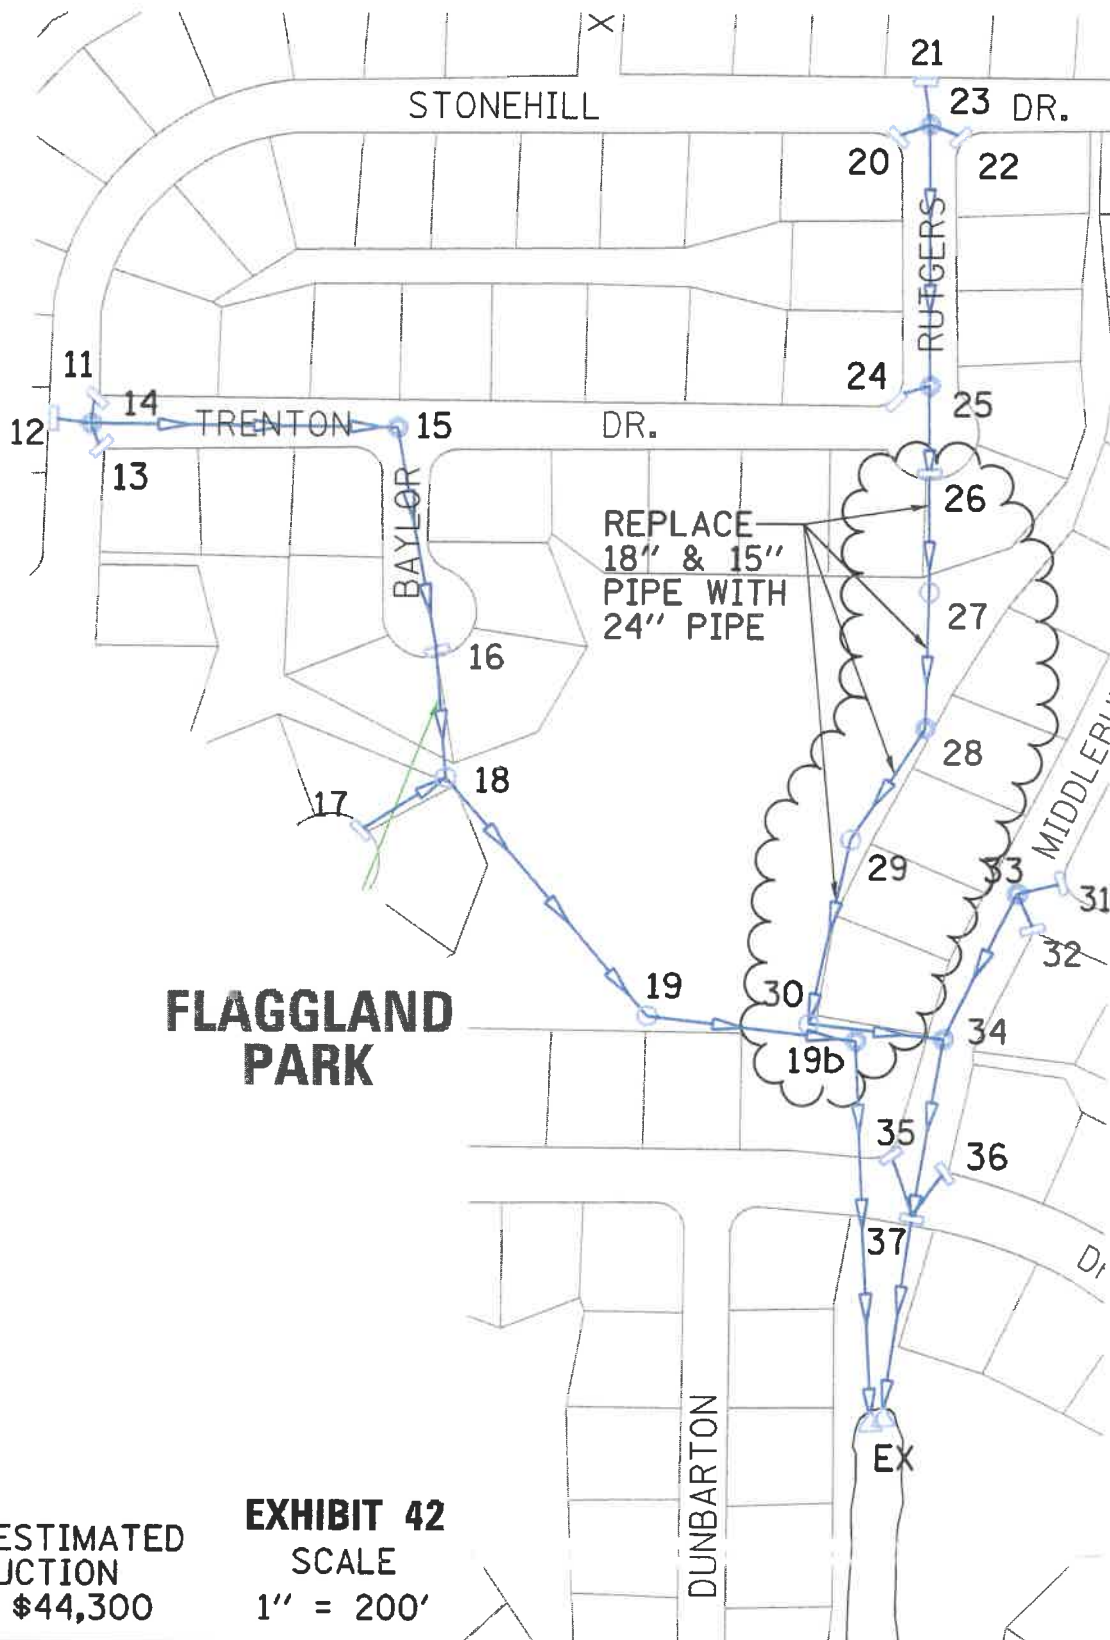 X
21
STONEHILL
23 DR.
20
22
RUTGERS
11
14
24
25
12
TRENTON
15
DR.
13
BAYLOR
26
REPLACE
18" & 15"
PIPE WITH
24" PIPE
27
16
28
18
17
MIDDLEBU
29
33
31
32
19
30
FLAGGLAND
PARK
34
19b
35
36
37
EX
DUNBARTON
ESTIMATED
UCTION
$44,300
EXHIBIT 42
SCALE
1" = 200'